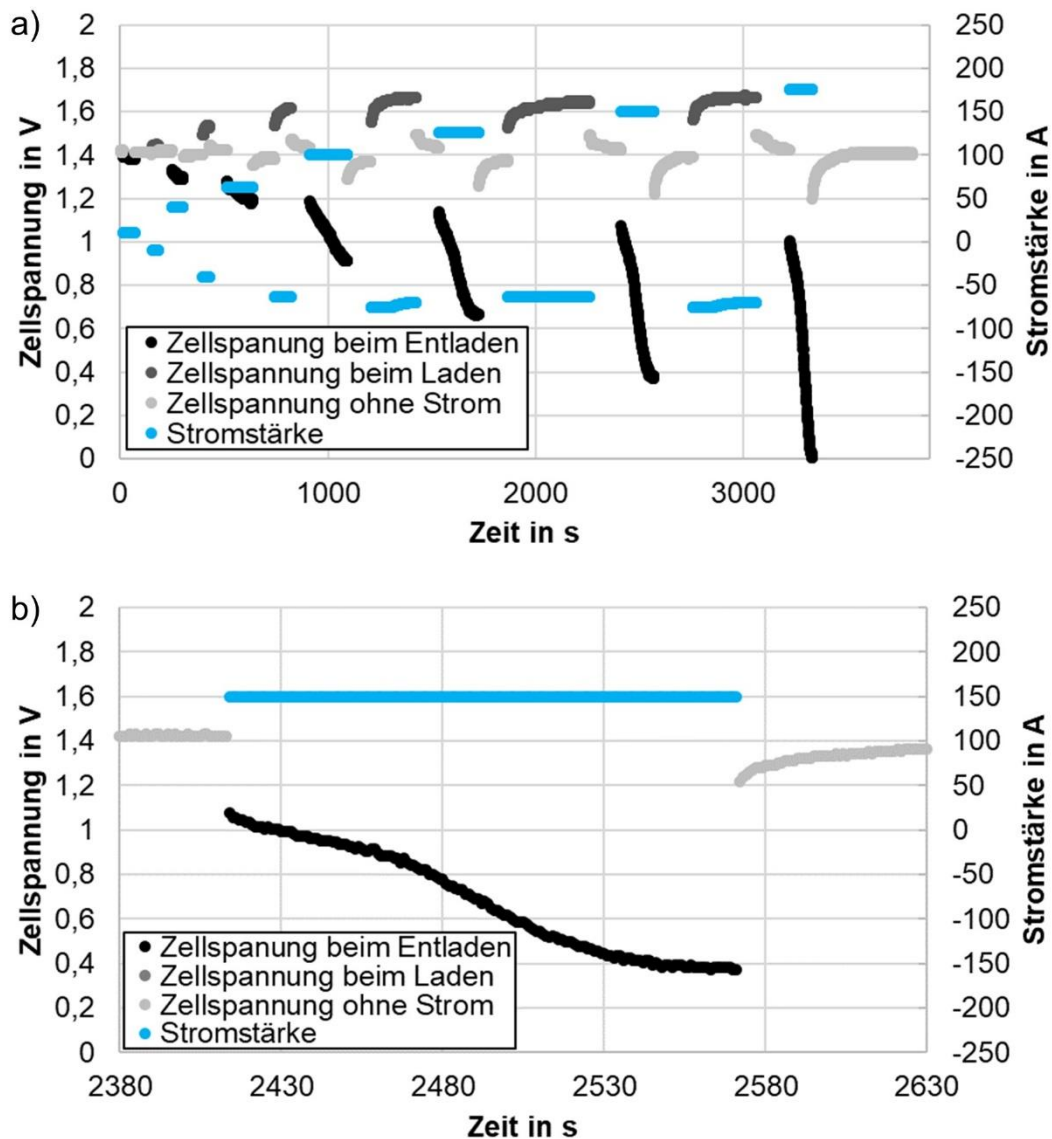 a)
Zellspannung in V
2
1,8
1,6
1,4
1,2
1
0,8
0,6
0,4
0,2
0
Stromstärke in A
250
200
150
100
50
0
-50
-100
-150
-200
-250
Zellspanung beim Entladen
Zellspannung beim Laden
Zellspannung ohne Strom
Stromstärke
0 1000 2000 3000
Zeit in s
b)
Zellspannung in V
2
1,8
1,6
1,4
1,2
1
0,8
0,6
0,4
0,2
0
Stromstärke in A
250
200
150
100
50
0
-50
-100
-150
-200
-250
Zellspanung beim Entladen
Zellspannung beim Laden
Zellspannung ohne Strom
Stromstärke
2380 2430 2480 2530 2580 2630
Zeit in s